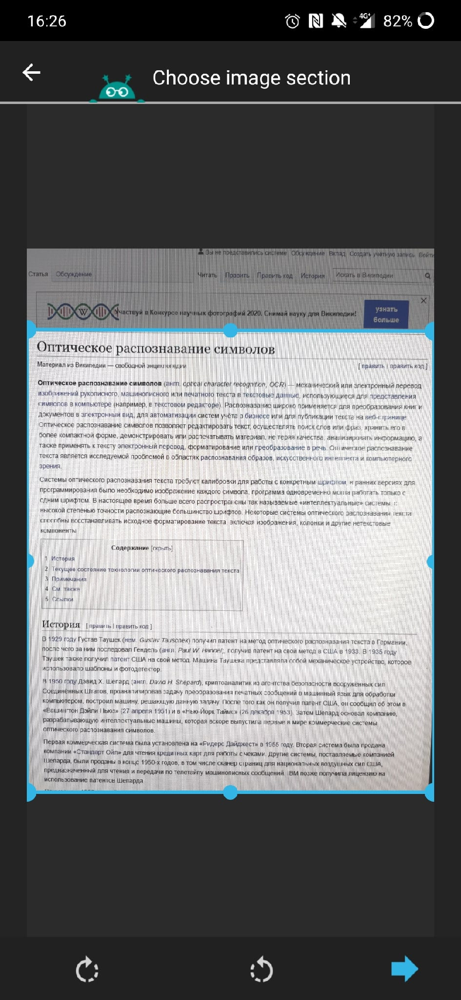 16:26
4G+
82%
Choose image section
Вы не представились системе Обсуждение Вклад Создать учётную запись Войти
Статья Обсуждение Читать Править Править код История Искать в Википедии
W
Участвуй в Конкурсе научных фотографий 2020. Снимай науку для Википедии!
узнать
больше
Оптическое распознавание символов
Материал из Википедии — свободной энциклопедии [ править | править код ]
Оптическое распознавание символов (англ. optical character recognition, OCR) — механический или электронный перевод
изображений рукописного, машинописного или печатного текста в текстовые данные, использующиеся для представления
символов в компьютере (например, в текстовом редакторе). Распознавание широко применяется для преобразования книг и
документов в электронный вид, для автоматизации систем учёта в бизнесе или для публикации текста на веб-странице.
Оптическое распознавание символов позволяет редактировать текст, осуществлять поиск слов или фраз, хранить его в
более компактной форме, демонстрировать или распечатывать материал, не теряя качества, анализировать информацию, а
также применять к тексту электронный перевод, форматирование или преобразование в речь. Оптическое распознавание
текста является исследуемой проблемой в областях распознавания образов, искусственного интеллекта и компьютерного
зрения.
Системы оптического распознавания текста требуют калибровки для работы с конкретным шрифтом, в ранних версиях для
программирования было необходимо изображение каждого символа, программа одновременно могла работать только с
одним шрифтом. В настоящее время больше всего распространены так называемые «интеллектуальные» системы, с
высокой степенью точности распознающие большинство шрифтов. Некоторые системы оптического распознавания текста
способны восстанавливать исходное форматирование текста, включая изображения, колонки и другие нетекстовые
компоненты
Содержание [скрыть]
1 История
2 Текущее состояние технологии оптического распознавания текста
3 Примечания
4 См. также
5 Ссылки
История [ править | править код ]
В 1929 году Густав Таушек (нем. Gustav Tauschek) получил патент на метод оптического распознавания текста в Германии,
после чего за ним последовал Гендель (англ. Paul W. Handel), получив патент на свой метод в США в 1933. В 1935 году
Таушек также получил патент США на свой метод. Машина Таушека представляла собой механическое устройство, которое
использовало шаблоны и фотодетектор.
В 1950 году Дэвид Х. Шепард (англ. David H. Shepard), криптоаналитик из агентства безопасности вооружённых сил
Соединённых Штатов, проанализировав задачу преобразования печатных сообщений в машинный язык для обработки
компьютером, построил машину, решающую данную задачу. После того как он получил патент США, он сообщил об этом в
«Вашингтон Дэйли Ньюз» (27 апреля 1951) и в «Нью-Йорк Таймс» (26 декабря 1953). Затем Шепард основал компанию,
разрабатывающую интеллектуальные машины, которая вскоре выпустила первые в мире коммерческие системы
оптического распознавания символов.
Первая коммерческая система была установлена на «Ридерс Дайджест» в 1955 году. Вторая система была продана
компании «Стандарт Ойл» для чтения кредитных карт для работы с чеками. Другие системы, поставляемые компанией
Шепарда, были проданы в конце 1950-х годов, в том числе сканер страниц для национальных воздушных сил США,
предназначенный для чтения и передачи по телетайпу машинописных сообщений. IBM позже получила лицензию на
использование патентов Шепарда